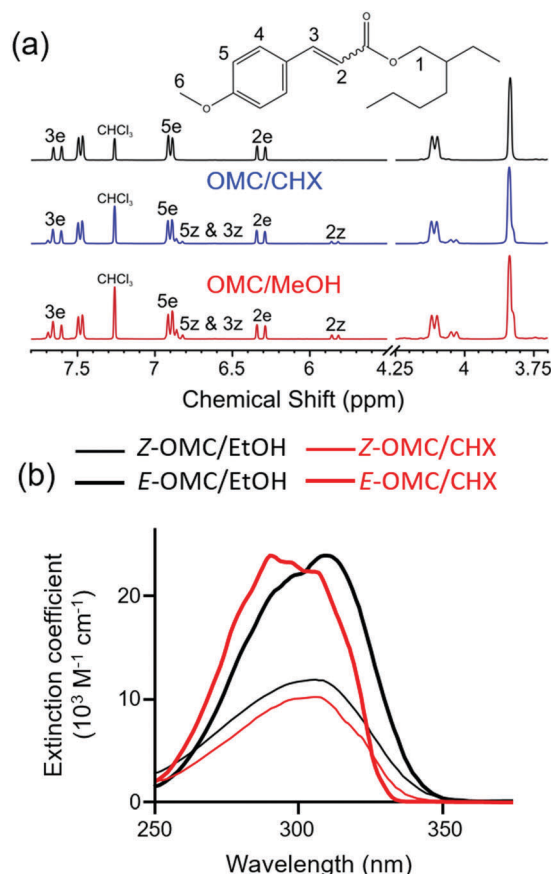 (a)
O
O
O
1
2
3
4
5
6
3e
CHCl₃
5e
2e
OMC/CHX
3e
CHCl₃
5e
5z & 3z
2e
2z
OMC/MeOH
3e
CHCl₃
5e
5z & 3z
2e
2z
7.5 7 6.5 6 5.5 4.25 4 3.75
Chemical Shift (ppm)
Z-OMC/EtOH Z-OMC/CHX
E-OMC/EtOH E-OMC/CHX
(b)
Extinction coefficient
(10³ M⁻¹ cm⁻¹)
20
10
0
250 300 350
Wavelength (nm)